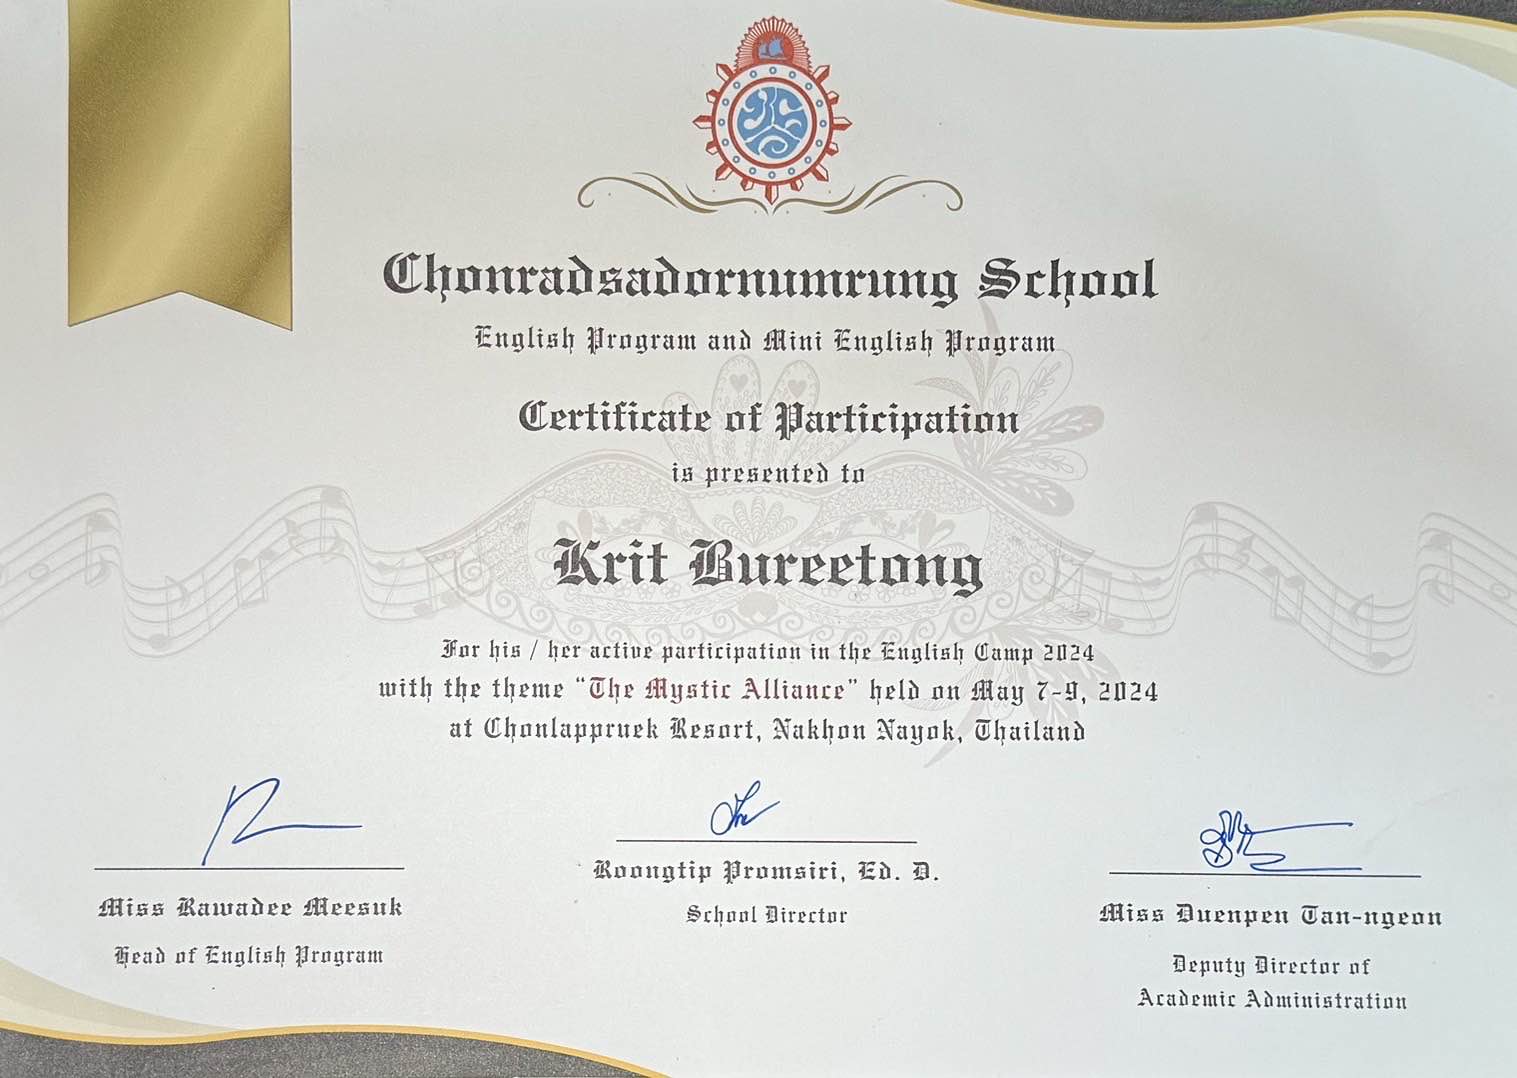 Chonradsadornumrung School
English Program and Mini English Program
Certificate of Participation
is presented to
Krit Bureetong
For his / her active participation in the English Camp 2024
with the theme “The Mystic Alliance” held on May 7-9, 2024
at Chonlappruek Resort, Nakhon Nayok, Thailand
Miss Rawadee Meesuk
Head of English Program
Roongtip Promsiri, Ed. D.
School Director
Miss Duenpen Tan-ngeon
Deputy Director of
Academic Administration